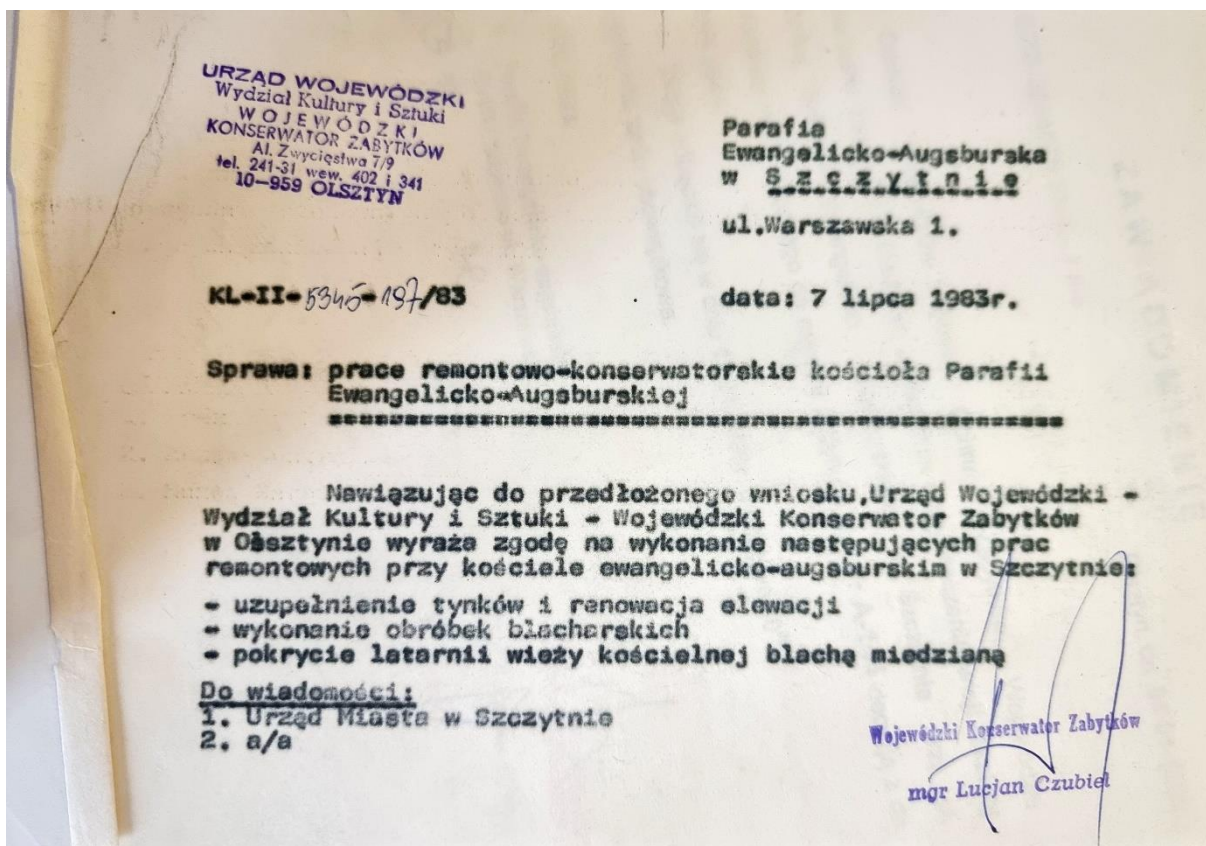 URZĄD WOJEWÓDZKI
Wydział Kultury i Sztuki
WOJEWÓDZKI
KONSERWATOR ZABYTKÓW
Al. Zwycięstwa 7/9
tel. 241-31 wew. 402 i 341
10-959 OLSZTYN
Parafia
Ewangelicko-Augsburska
w Szczytnie
ul.Warszawska 1.
KL-II-5345-197/83
data: 7 lipca 1983r.
Sprawa: prace remontowo-konserwatorskie kościoła Parafii
Ewangelicko-Augsburskiej
Nawiązując do przedłożonego wniosku,Urząd Wojewódzki -
Wydział Kultury i Sztuki - Wojewódzki Konserwator Zabytków
w Olsztynie wyraża zgodę na wykonanie następujących prac
remontowych przy kościele ewangelicko-augsburskim w Szczytnie:
- uzupełnienie tynków i renowacja elewacji
- wykonanie obróbek blacharskich
- pokrycie latarnii wieży kościelnej blachą miedzianą
Do wiadomości:
1. Urząd Miasta w Szczytnie
2. a/a
Wojewódzki Konserwator Zabytków
mgr Lucjan Czubiel